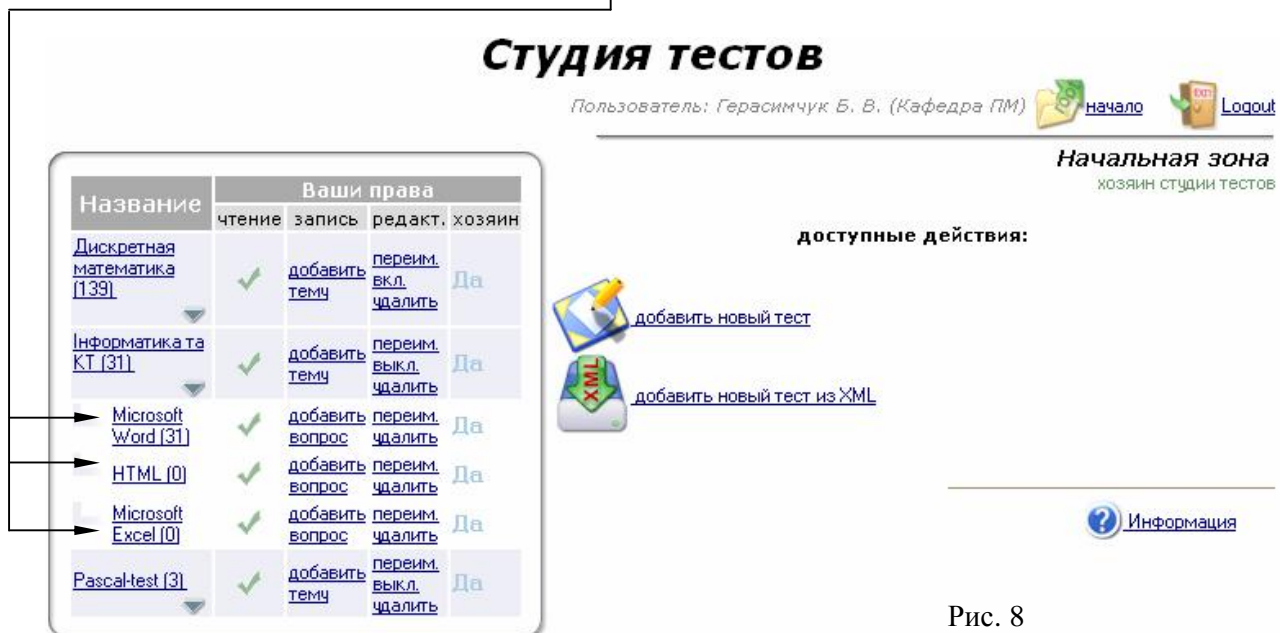 Студия тестов
Пользователь: Герасимчук Б. В. (Кафедра ПМ)
начало
EXIT
Logout
Начальная зона
хозяин студии тестов
Название
Ваши права
чтение запись редакт. хозяин
Дискретная
математика
(139)
добавить
тему
переим.
вкл.
удалить
Да
Інформатика та
КТ (31)
добавить
тему
переим.
выкл.
удалить
Да
Microsoft
Word (31)
добавить
вопрос
переим.
удалить
Да
HTML (0)
добавить
вопрос
переим.
удалить
Да
Microsoft
Excel (0)
добавить
вопрос
переим.
удалить
Да
Pascal-test (3)
добавить
тему
переим.
выкл.
удалить
Да
доступные действия:
добавить новый тест
XML
добавить новый тест из XML
Информация
Рис. 8